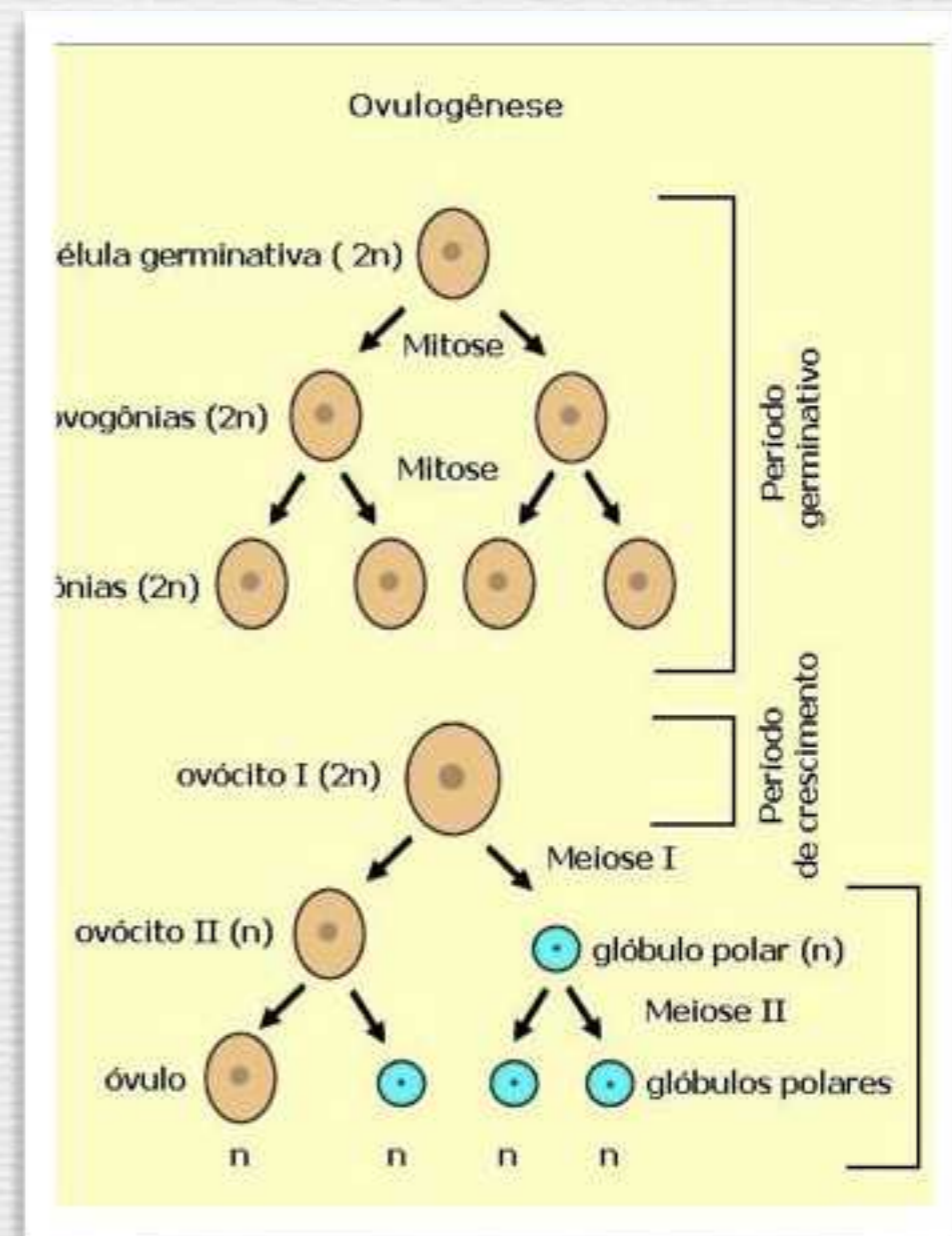 Ovulogênese
élula germinativa ( 2n)
Mitose
ovogônias (2n)
Mitose
ônias (2n)
Período
germinativo
ovócito I (2n)
Período
de crescimento
Meiose I
ovócito II (n)
glóbulo polar (n)
Meiose II
óvulo
glóbulos polares
n
n
n
n